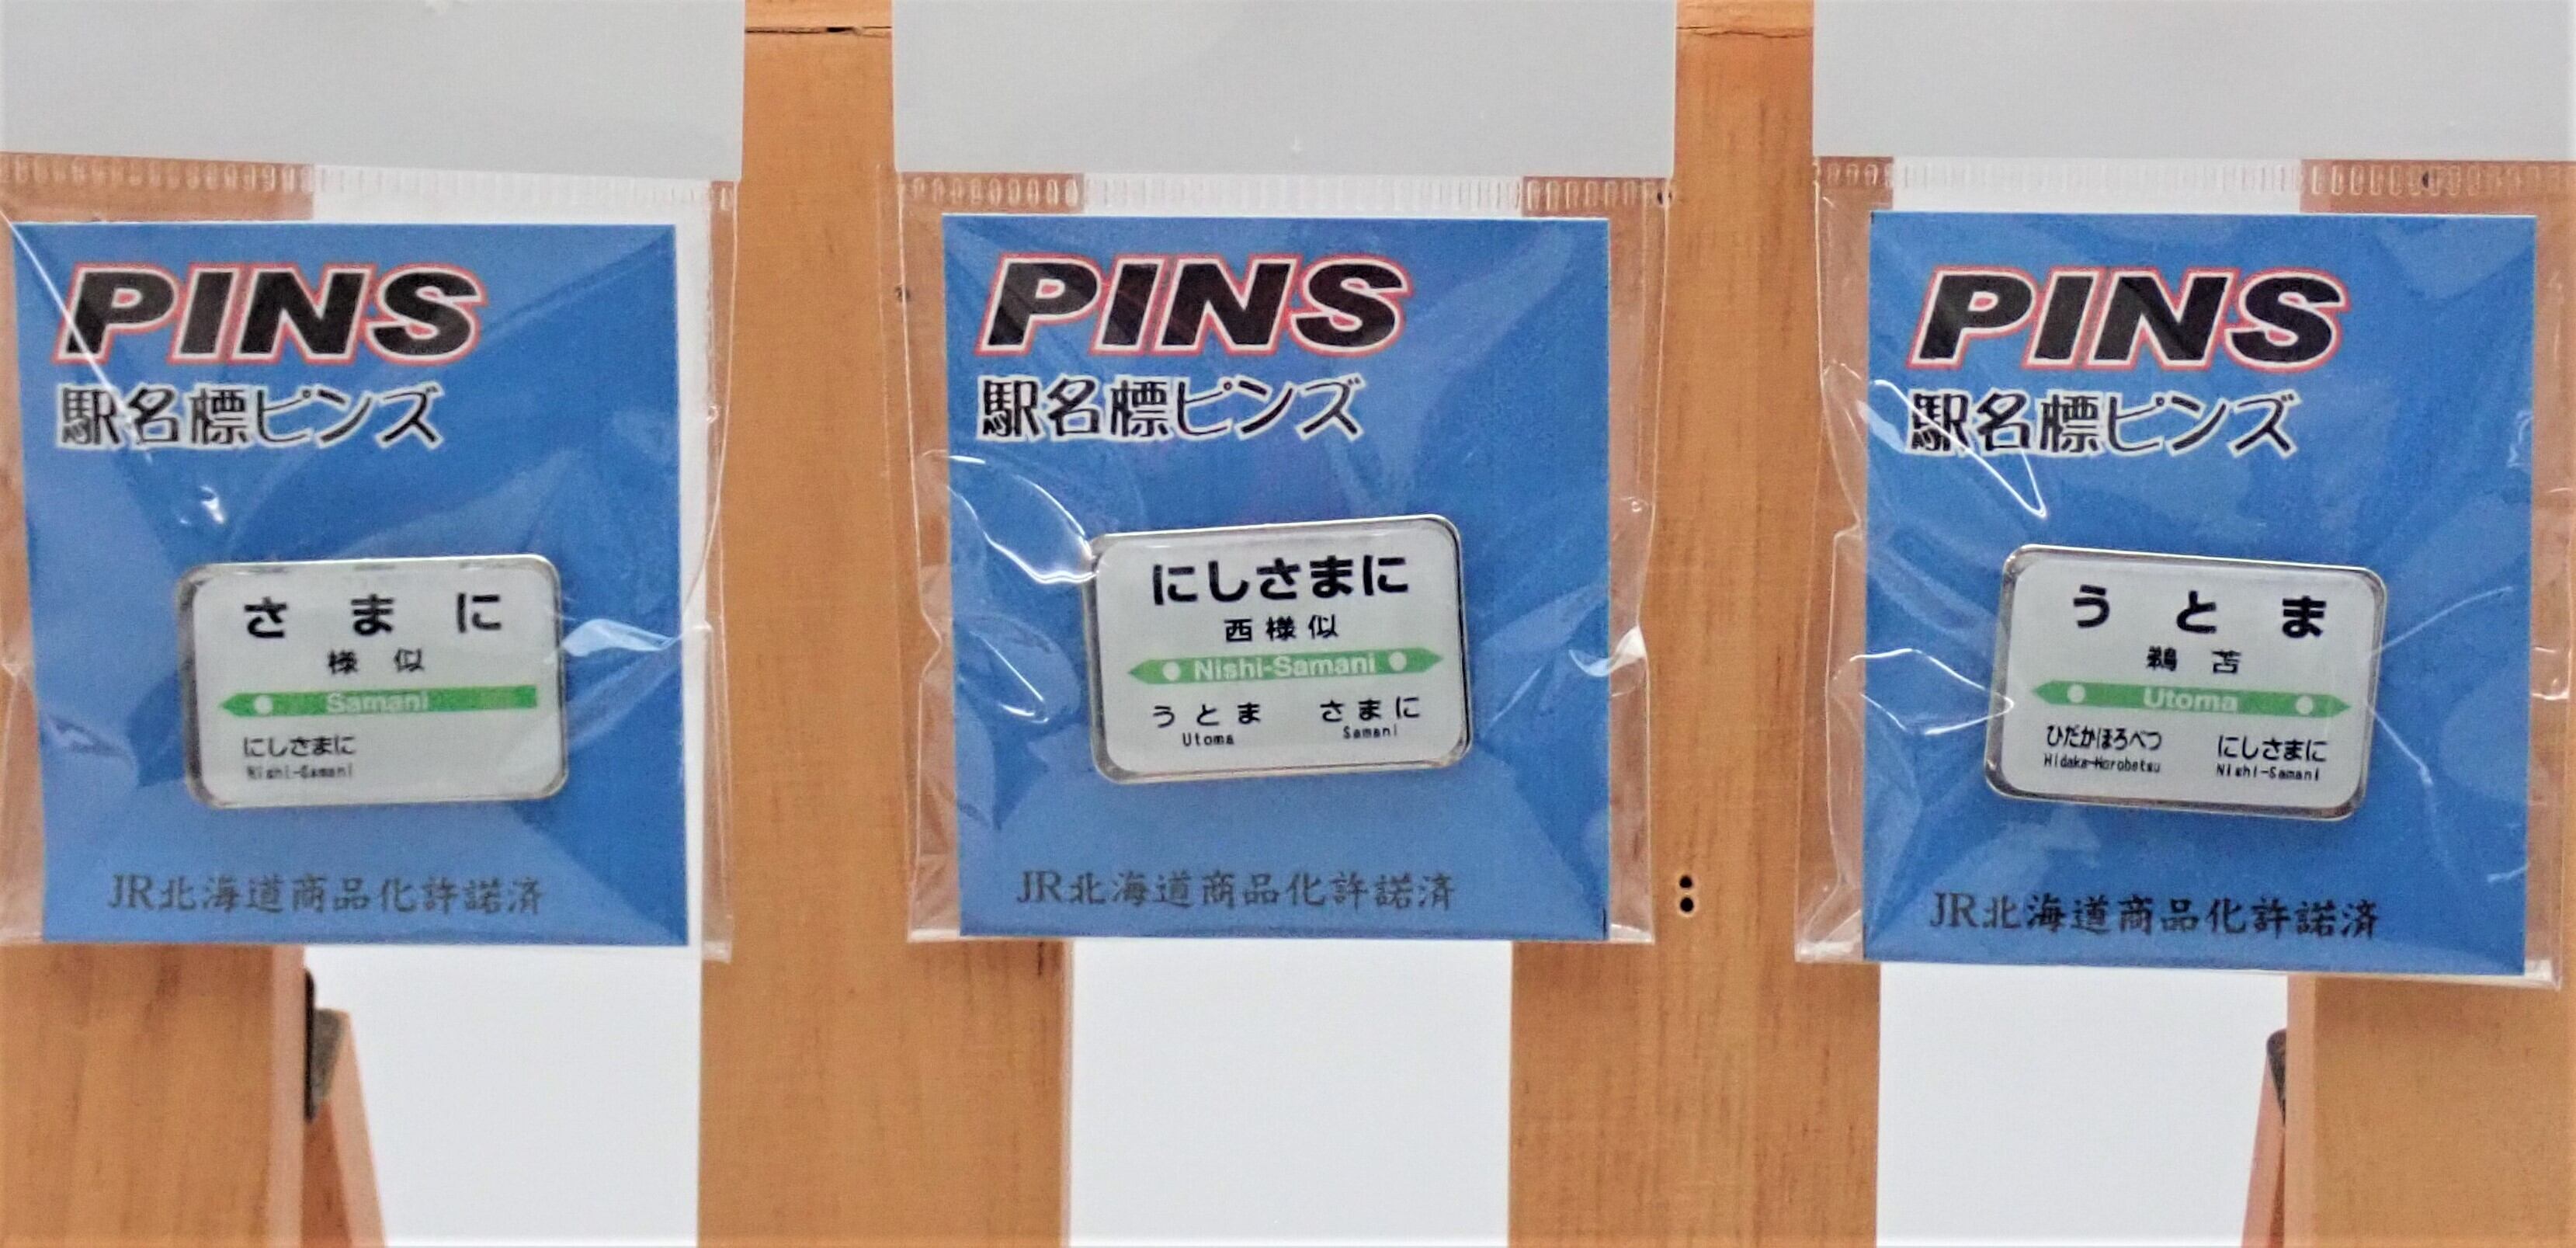 PINS
駅名標ピンズ
さまに
様似
Samani
にしさまに
Nishi-Samani
JR北海道商品化許諾済
PINS
駅名標ピンズ
にしさまに
西様似
Nishi-Samani
うとま さまに
Utoma Samani
JR北海道商品化許諾済
PINS
駅名標ピンズ
うとま
鵜苫
Utoma
ひだかほろべつ にしさまに
Hidaka-Horobetsu Nishi-Samani
JR北海道商品化許諾済